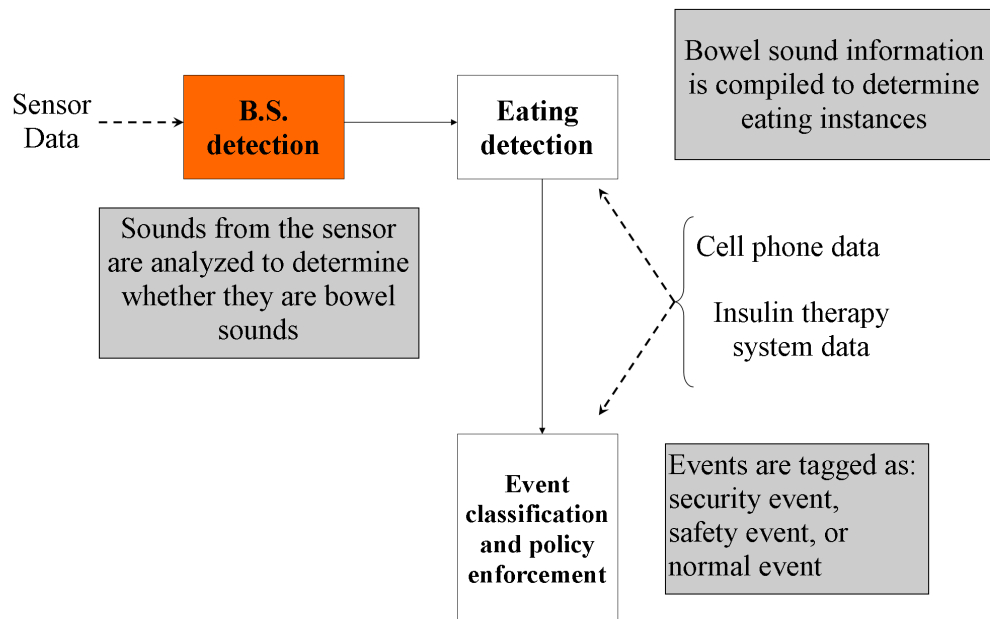 Sensor
Data
B.S.
detection
Eating
detection
Bowel sound information
is compiled to determine
eating instances
Sounds from the sensor
are analyzed to determine
whether they are bowel
sounds
Cell phone data
Insulin therapy
system data
Event
classification
and policy
enforcement
Events are tagged as:
security event,
safety event, or
normal event